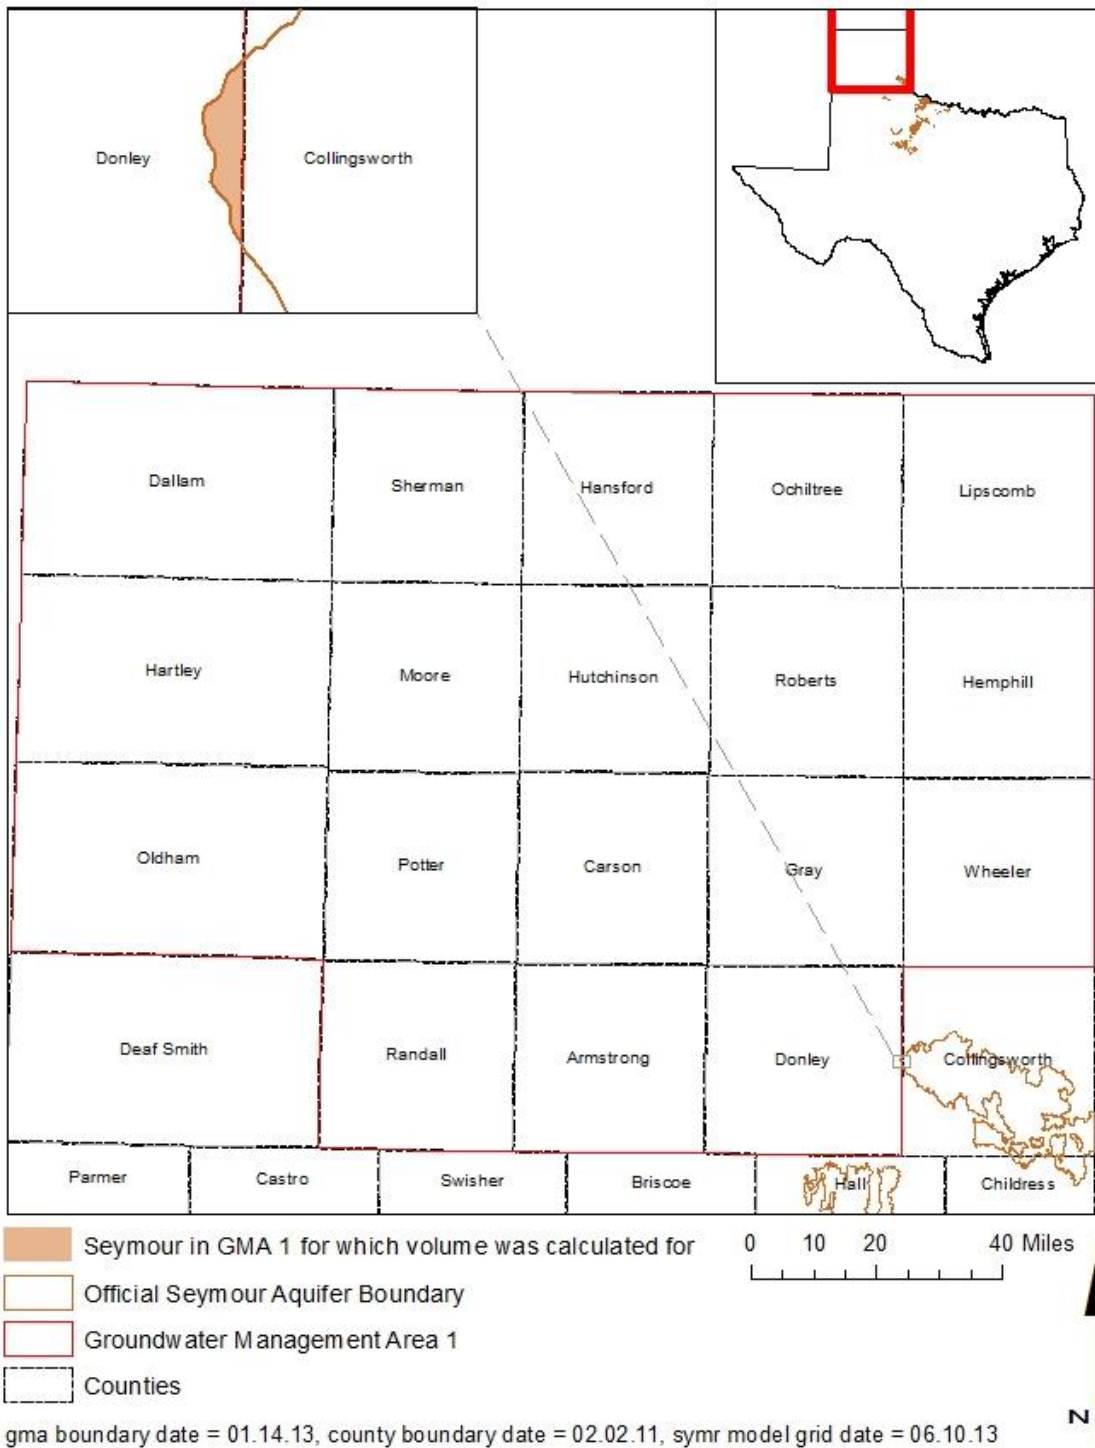 Donley
Collingsworth
Dallam
Sherman
Hansford
Ochiltree
Lipscomb
Hartley
Moore
Hutchinson
Roberts
Hemphill
Oldham
Potter
Carson
Gray
Wheeler
Deaf Smith
Randall
Armstrong
Donley
Collingsworth
Parmer
Castro
Swisher
Briscoe
Hall
Childress
Seymour in GMA 1 for which volume was calculated for
Official Seymour Aquifer Boundary
Groundwater Management Area 1
Counties
0 10 20 40 Miles
N
gma boundary date = 01.14.13, county boundary date = 02.02.11, symr model grid date = 06.10.13